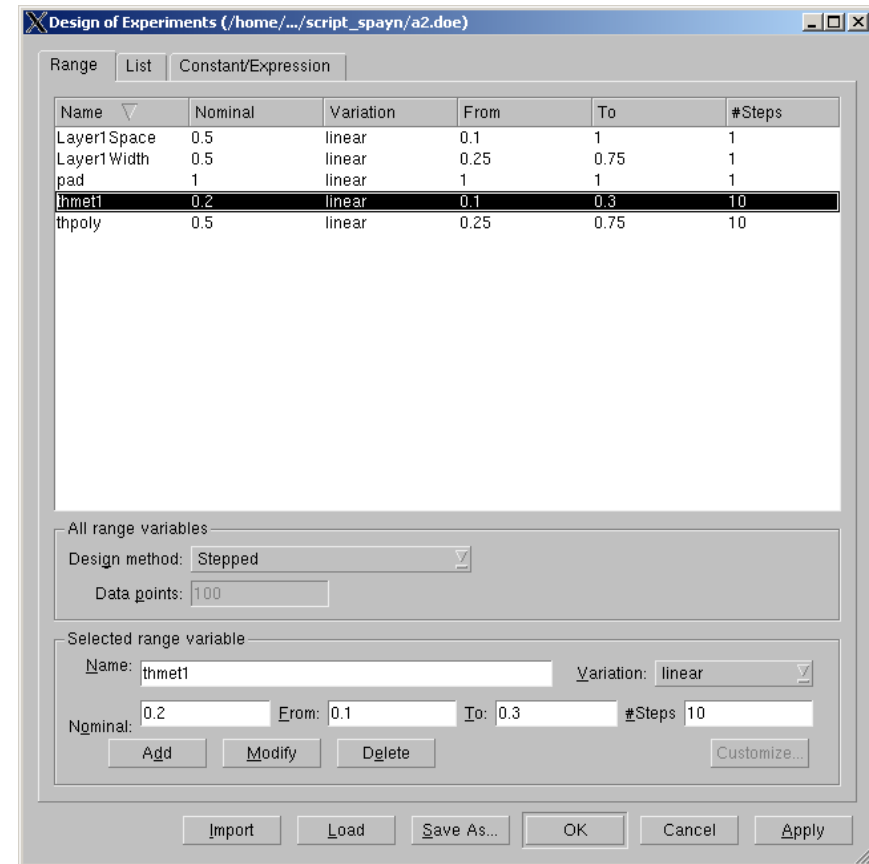 Design of Experiments (/home/.../script_spayn/a2.doe)
Range List Constant/Expression
Name Nominal Variation From To #Steps
Layer1Space 0.5 linear 0.1 1 1
Layer1Width 0.5 linear 0.25 0.75 1
pad 1 linear 1 1 1
thmet1 0.2 linear 0.1 0.3 10
thpoly 0.5 linear 0.25 0.75 10
All range variables
Design method: Stepped
Data points: 100
Selected range variable
Name: thmet1 Variation: linear
Nominal: 0.2 From: 0.1 To: 0.3 #Steps 10
Add Modify Delete Customize...
Import Load Save As... OK Cancel Apply